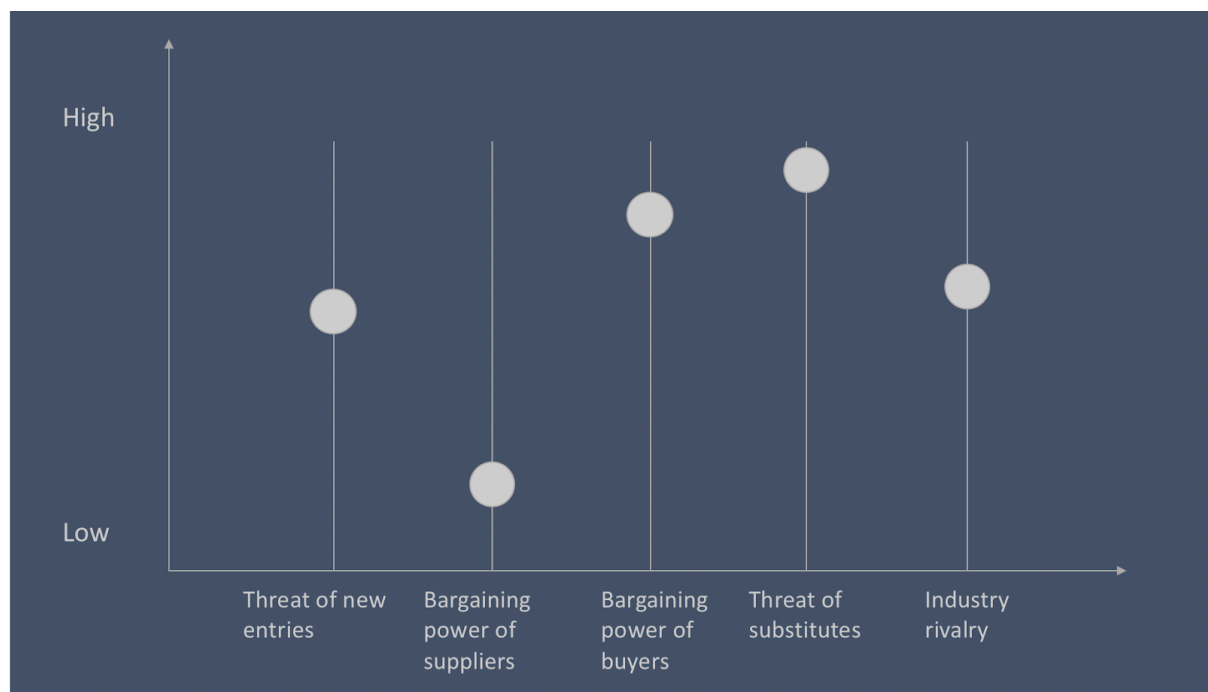 High
Low
Threat of new
entries
Bargaining
power of
suppliers
Bargaining
power of
buyers
Threat of
substitutes
Industry
rivalry